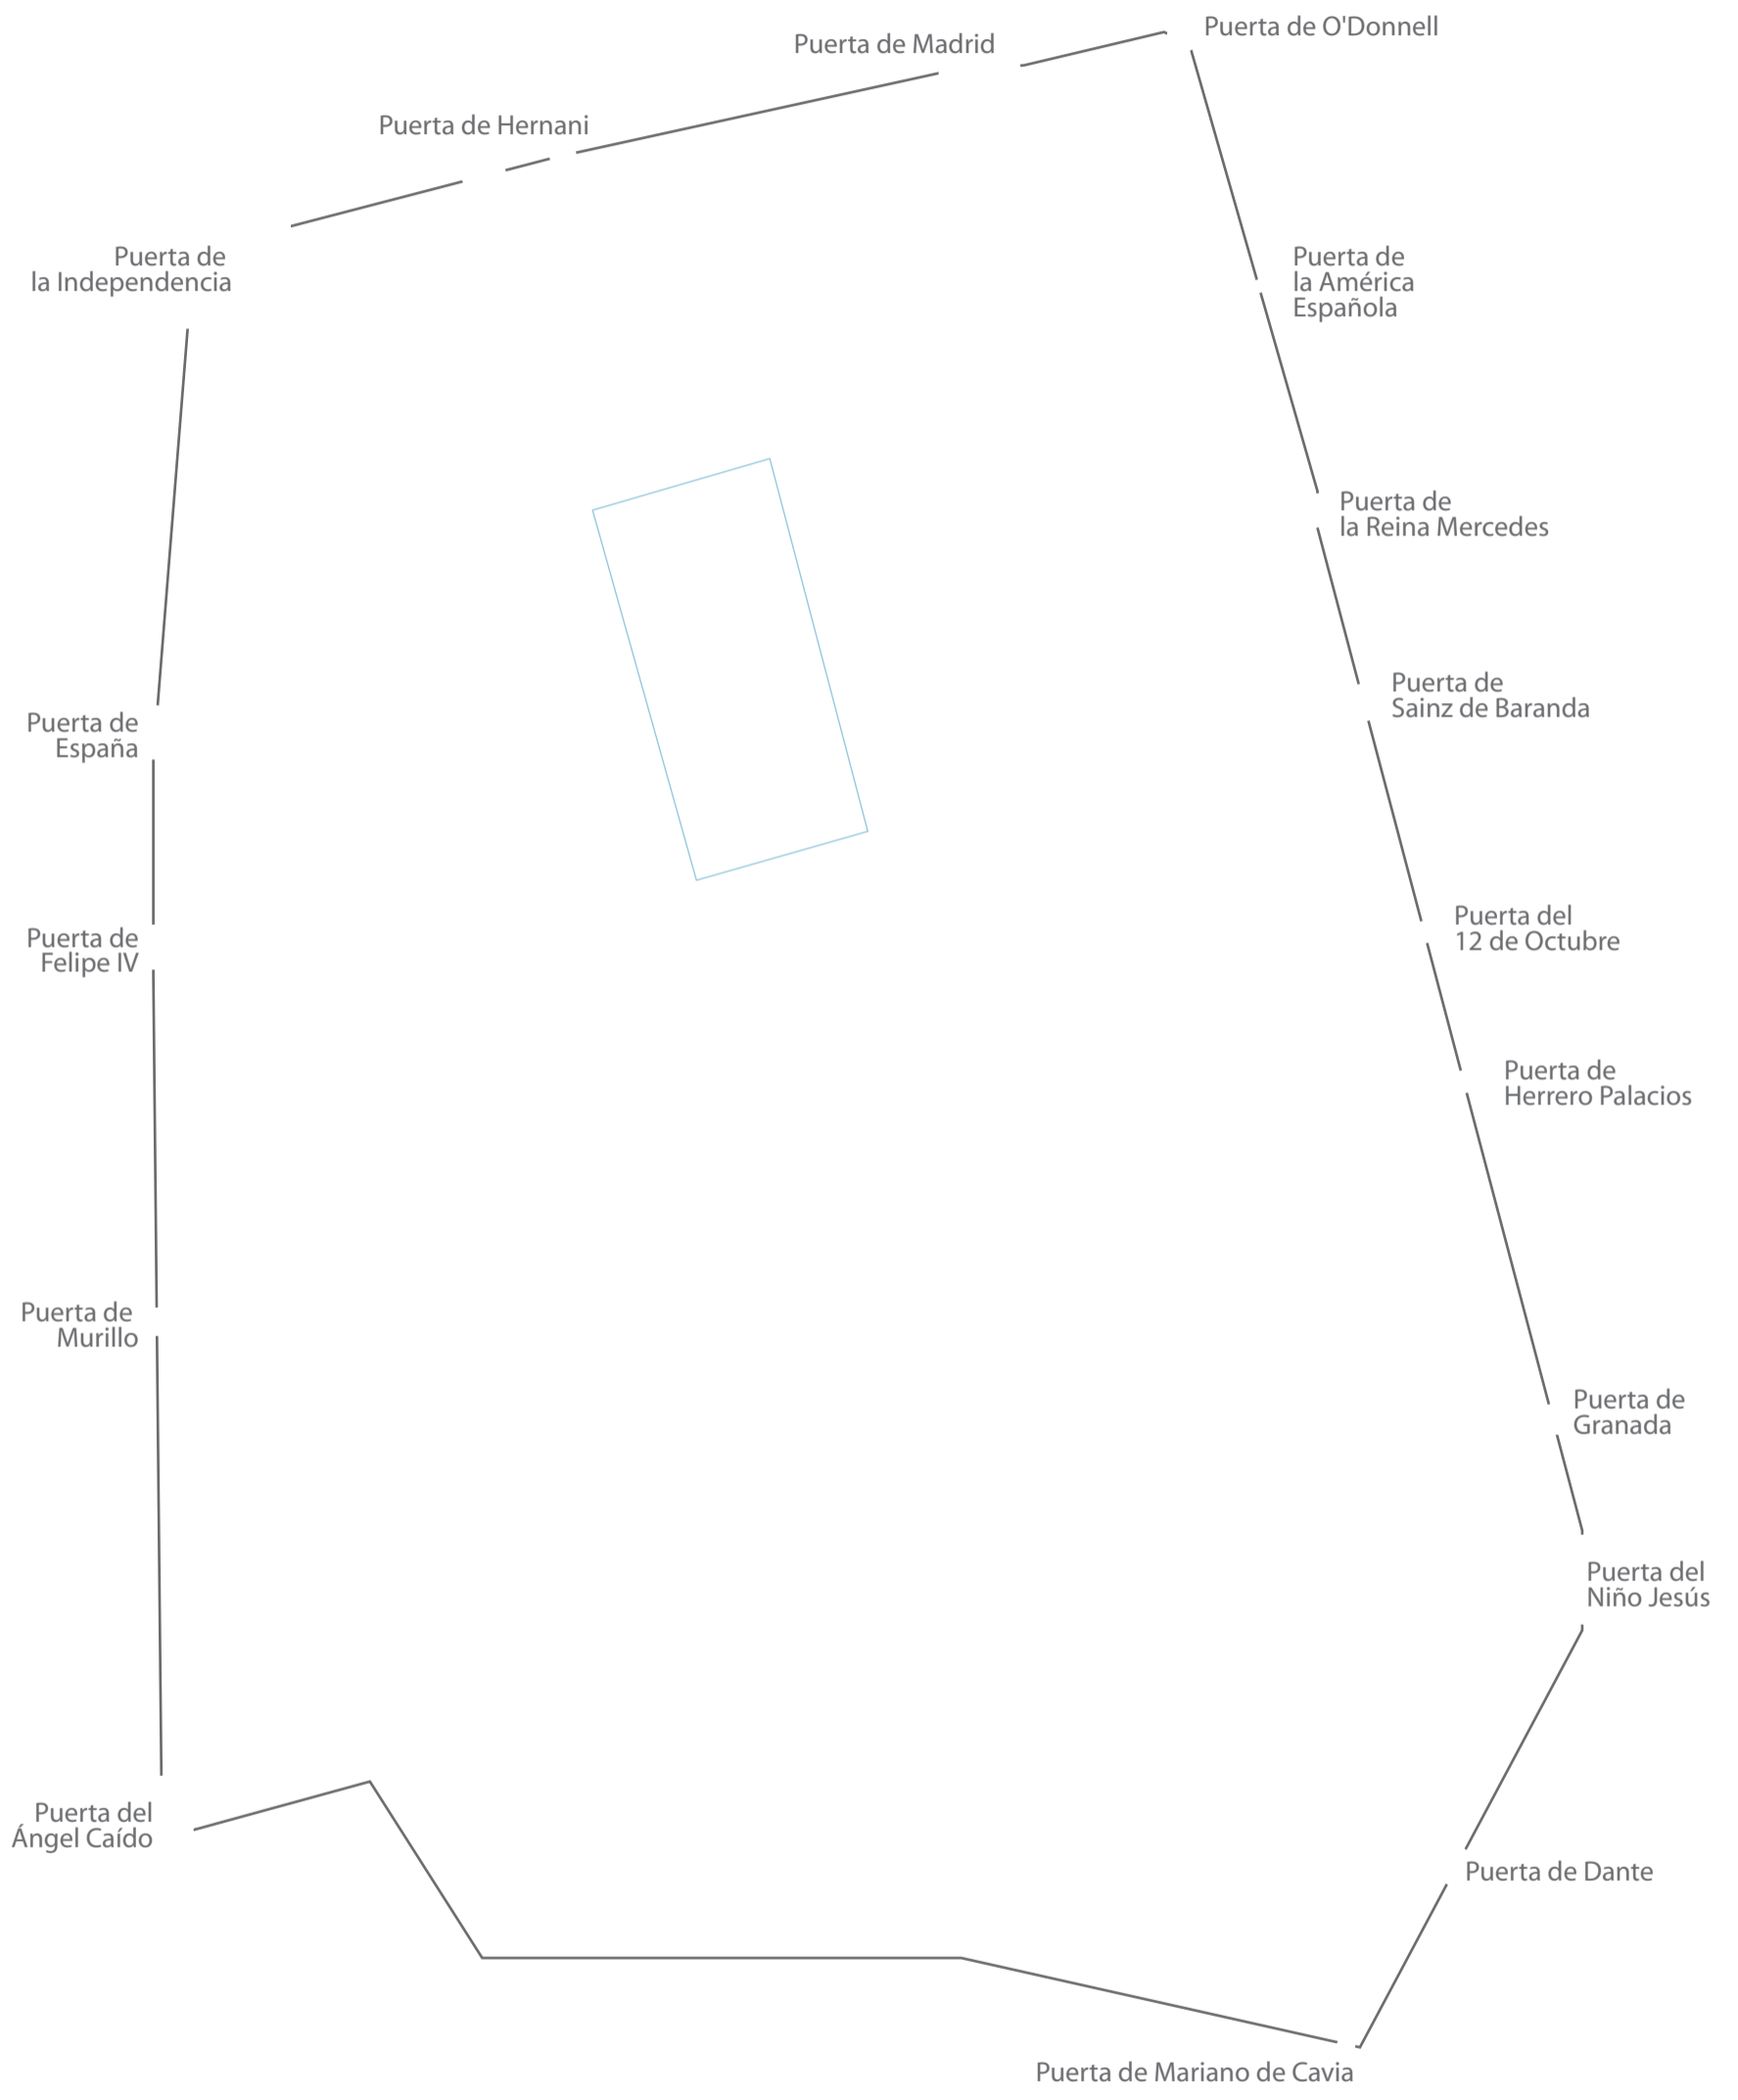 Puerta de O'Donnell
Puerta de Madrid
Puerta de Hernani
Puerta de
la Independencia
Puerta de
la América
Española
Puerta de
la Reina Mercedes
Puerta de
Sainz de Baranda
Puerta de
España
Puerta del
12 de Octubre
Puerta de
Felipe IV
Puerta de
Herrero Palacios
Puerta de
Murillo
Puerta de
Granada
Puerta del
Niño Jesús
Puerta del
Ángel Caído
Puerta de Dante
Puerta de Mariano de Cavia